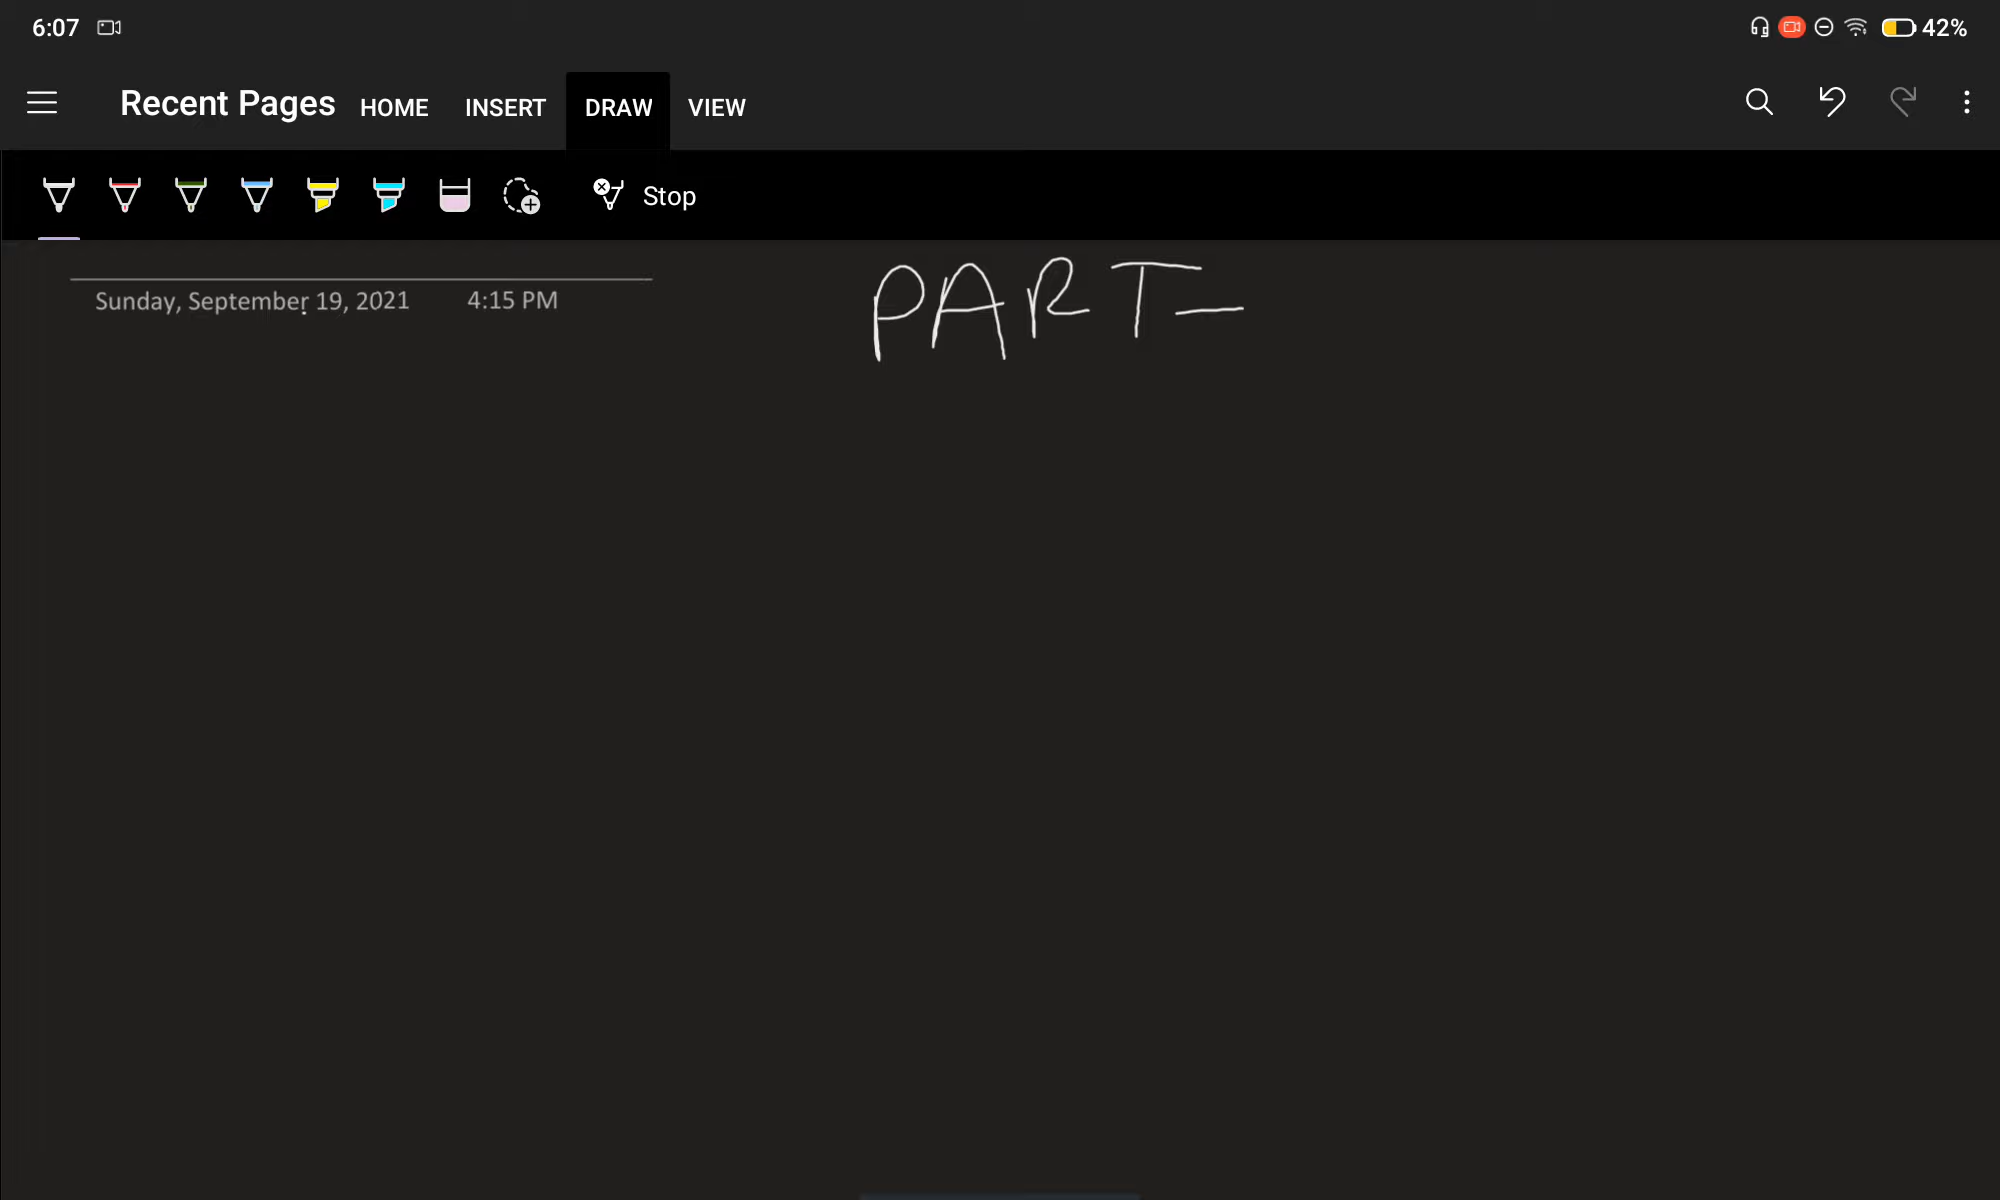 6:07 42%
Recent Pages HOME INSERT DRAW VIEW
Stop
Sunday, September 19, 2021 4:15 PM
PART-